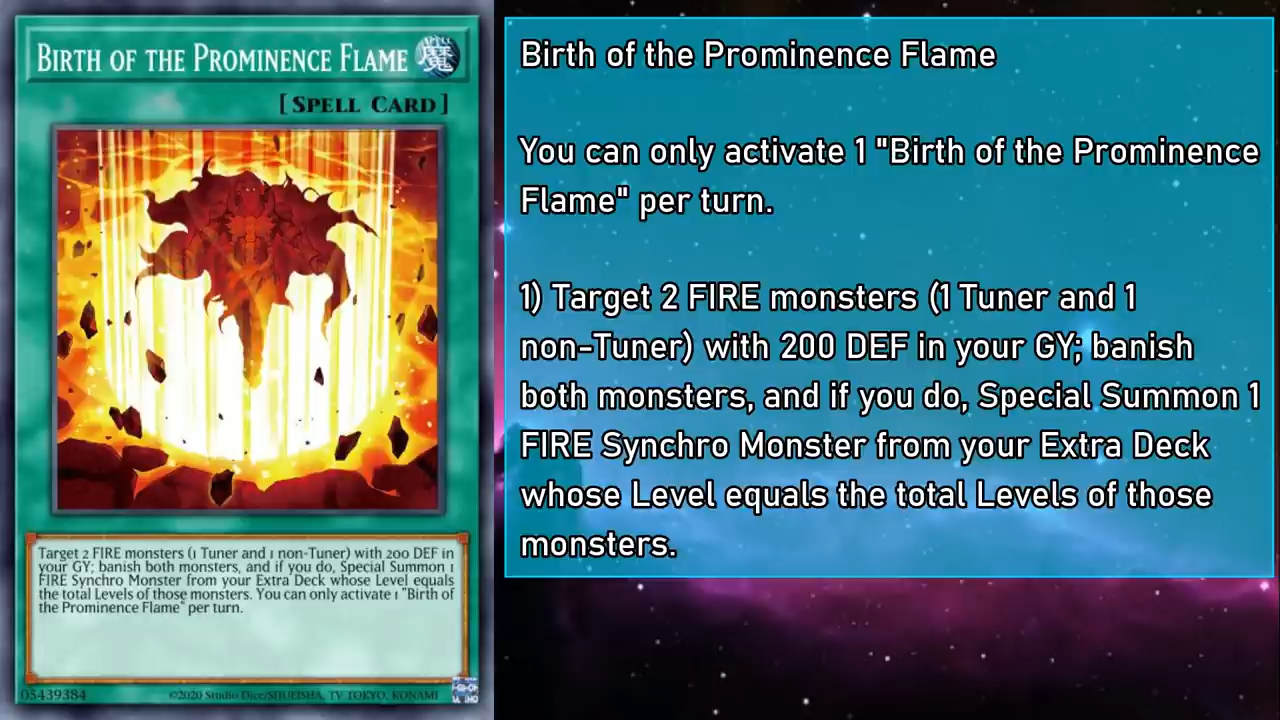 BIRTH OF THE PROMINENCE FLAME 魔
[SPELL CARD]
Target 2 FIRE monsters (1 Tuner and 1 non-Tuner) with 200 DEF in
your GY; banish both monsters, and if you do, Special Summon 1
FIRE Synchro Monster from your Extra Deck whose Level equals
the total Levels of those monsters. You can only activate 1 "Birth of
the Prominence Flame" per turn.
05439384 ©2020 Studio Dice/SHUEISHA, TV TOKYO, KONAMI
Birth of the Prominence Flame
You can only activate 1 "Birth of the Prominence
Flame" per turn.
1) Target 2 FIRE monsters (1 Tuner and 1
non-Tuner) with 200 DEF in your GY; banish
both monsters, and if you do, Special Summon 1
FIRE Synchro Monster from your Extra Deck
whose Level equals the total Levels of those
monsters.